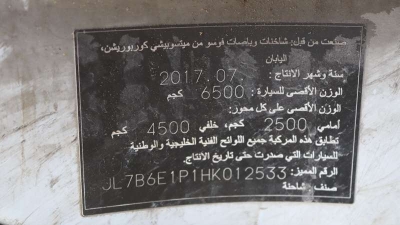 صنعت من قبل: شاحنات وباصات فوسو من ميتسوبيشي كوربوريشن،
اليابان
سنة وشهر الانتاج : 2017.07.
الوزن الأقصى للسيارة : 6500 كجم
الوزن الأقصى على كل محور:
أمامي 2500 كجم، خلفي 4500 كجم
تطابق هذه المركبة جميع اللوائح الفنية الخليجية والوطنية
للسيارات التي صدرت حتى تاريخ الانتاج.
الرقم المميز: JL7B6E1P1HK012533
صنف: شاحنة